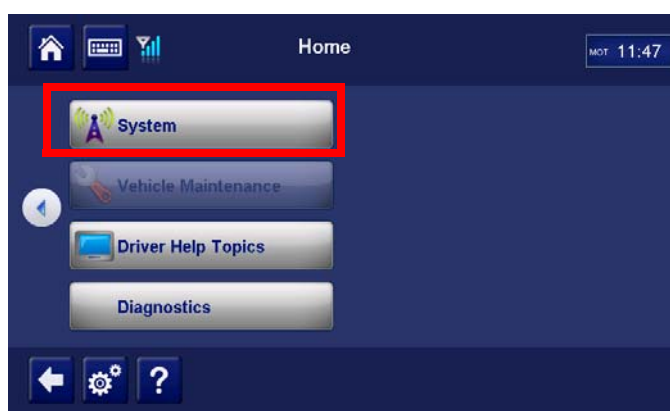 Home
MOT 11:47
System
Vehicle Maintenance
Driver Help Topics
Diagnostics
?